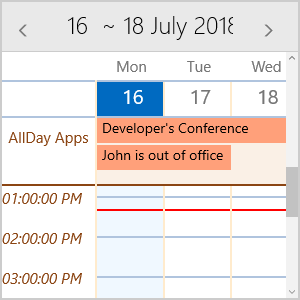 16 ~ 18 July 2018
Mon Tue Wed
16 17 18
AllDay Apps
Developer's Conference
John is out of office
01:00:00 PM
02:00:00 PM
03:00:00 PM